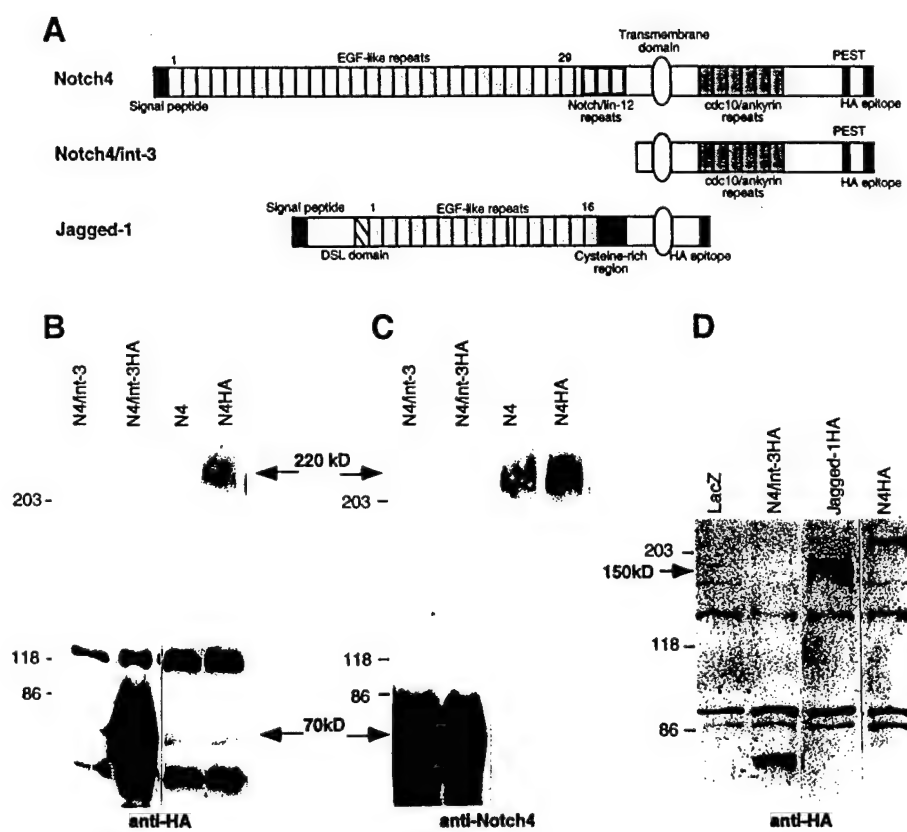 A
Transmembrane
domain
1
EGF-like repeats
29
PEST
Notch4
Signal peptide
Notch/lin-12
repeats
cdc10/ankyrin
repeats
HA epitope
PEST
Notch4/int-3
cdc10/ankyrin
repeats
HA epitope
Signal peptide
1
EGF-like repeats
16
Jagged-1
DSL domain
Cysteine-rich
region
HA epitope
B
N4/int-3
N4/int-3HA
N4
N4HA
220 kD
203
118
86
70kD
anti-HA
C
N4/int-3
N4/int-3HA
N4
N4HA
203
118
86
anti-Notch4
D
LacZ
N4/int-3HA
Jagged-1HA
N4HA
203
150kD
118
86
anti-HA